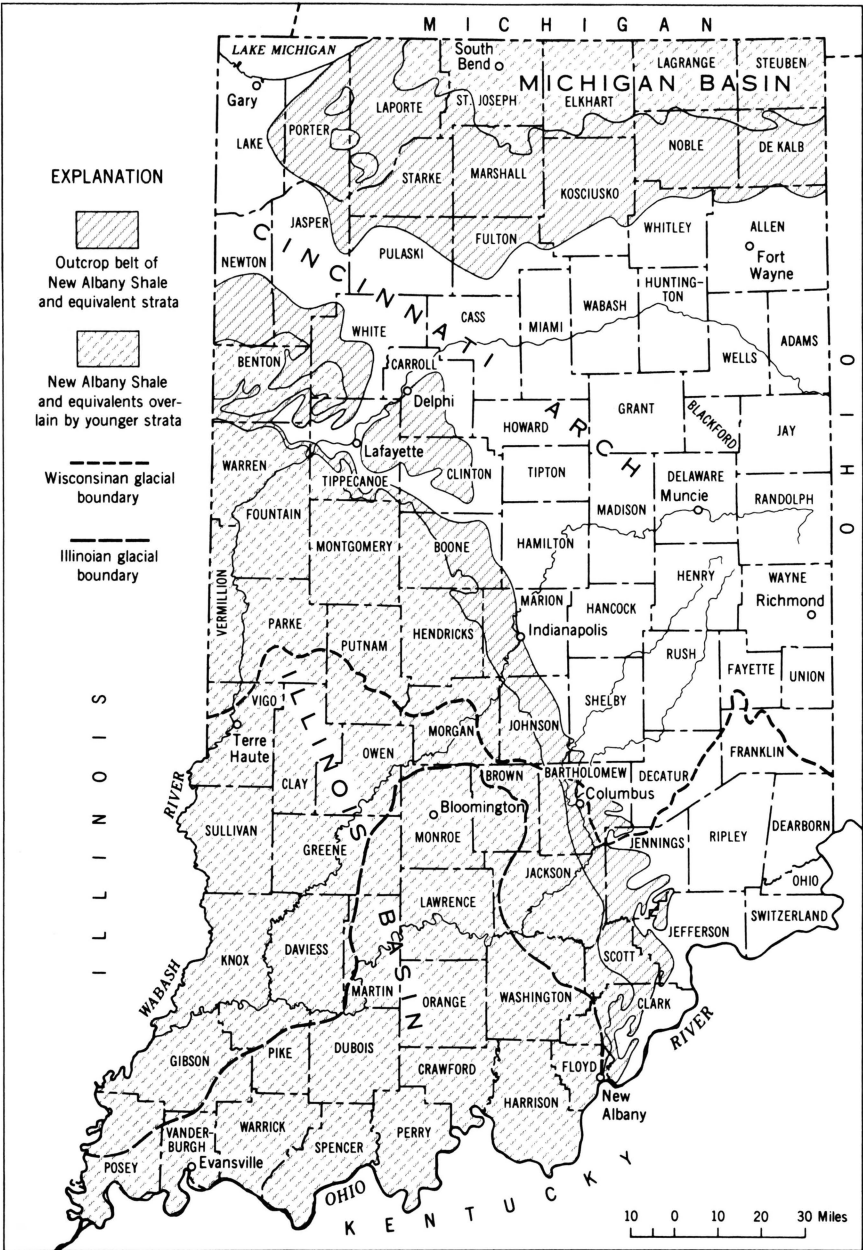 MICHIGAN
LAKE MICHIGAN
South
Bend
LAGRANGE
STEUBEN
MICHIGAN BASIN
Gary
LAPORTE
ST. JOSEPH
ELKHART
PORTER
LAKE
NOBLE
DE KALB
EXPLANATION
STARKE
MARSHALL
KOSCIUSKO
Outcrop belt of
New Albany Shale
and equivalent strata
JASPER
NEWTON
PULASKI
FULTON
WHITLEY
ALLEN
Fort
Wayne
CINCINNATI ARCH
HUNTING-
TON
WABASH
MIAMI
CASS
WHITE
ADAMS
WELLS
New Albany Shale
and equivalents over-
lain by younger strata
BENTON
CARROLL
Delphi
GRANT
BLACKFORD
HOWARD
JAY
OHIO
Lafayette
WARREN
TIPPECANOE
CLINTON
TIPTON
DELAWARE
Muncie
RANDOLPH
MADISON
Wisconsinan glacial
boundary
FOUNTAIN
MONTGOMERY
BOONE
HAMILTON
Illinoian glacial
boundary
VERMILLION
HENRY
WAYNE
Richmond
MARION
HANCOCK
PARKE
PUTNAM
HENDRICKS
Indianapolis
RUSH
FAYETTE
UNION
SHELBY
ILLINOIS
VIGO
Terre
Haute
ILLINOIS BASIN
MORGAN
JOHNSON
OWEN
CLAY
FRANKLIN
BROWN
BARTHOLOMEW
Columbus
DECATUR
RIVER
Bloomington
MONROE
SULLIVAN
GREENE
JENNINGS
RIPLEY
DEARBORN
OHIO
JACKSON
LAWRENCE
SWITZERLAND
JEFFERSON
KNOX
DAVIESS
SCOTT
WABASH
MARTIN
ORANGE
WASHINGTON
CLARK
RIVER
GIBSON
PIKE
DUBOIS
CRAWFORD
FLOYD
New
Albany
HARRISON
WARRICK
VANDER-
BURGH
PERRY
SPENCER
POSEY
Evansville
OHIO
KENTUCKY
10 0 10 20 30 Miles